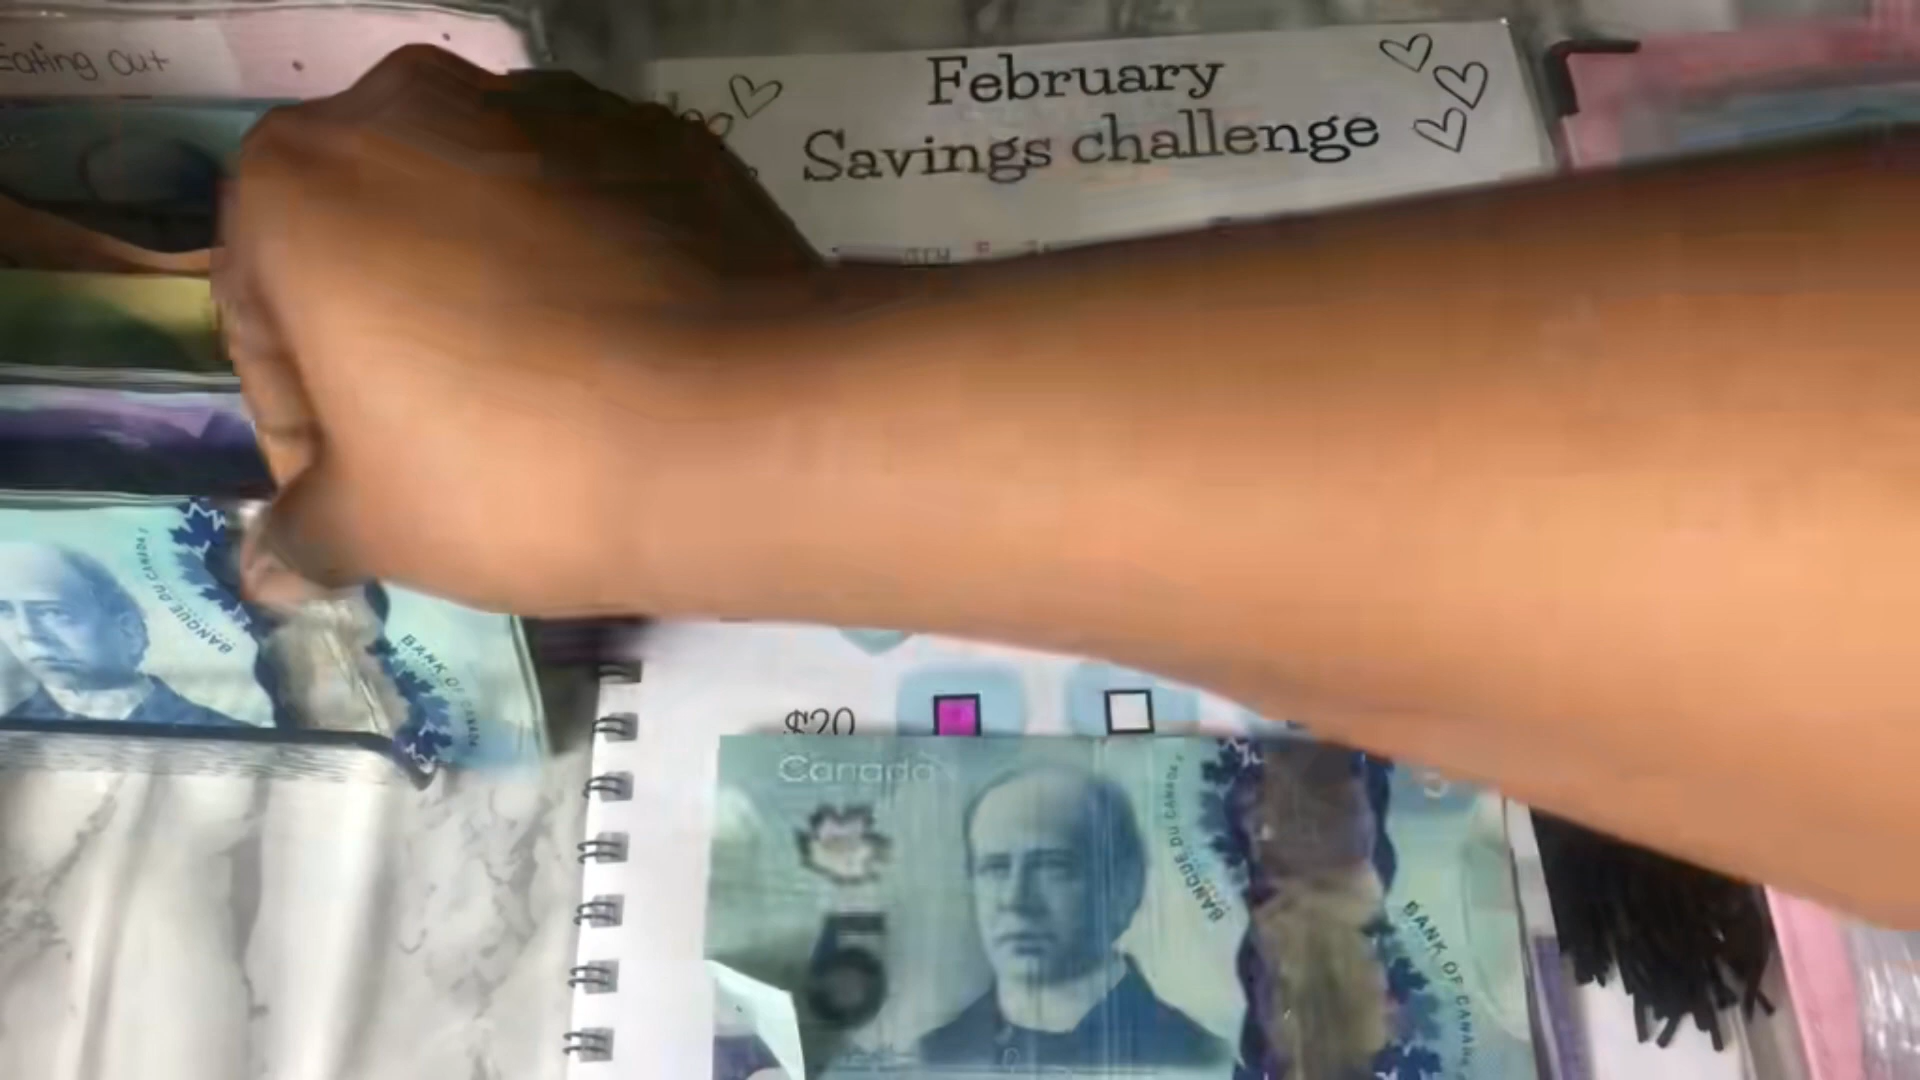 Eating Out
February
Savings challenge
BANQUE DU CANADA
BANK OF
$20
Canada
5
BANQUE DU CANADA
BANK OF CANADA